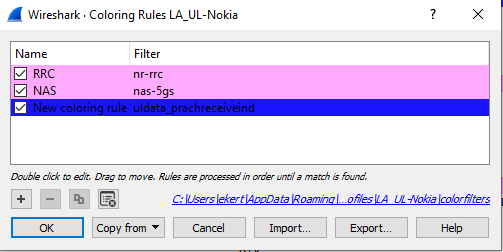 Wireshark · Coloring Rules LA_UL-Nokia
Name Filter
RRC nr-rrc
NAS nas-5gs
New coloring rule uldata_prachreceiveind
Double click to edit. Drag to move. Rules are processed in order until a match is found.
C:\Users\ekert\AppData\Roaming\...ofiles\LA_UL-Nokia\colorfilters
OK Copy from Cancel Import... Export... Help